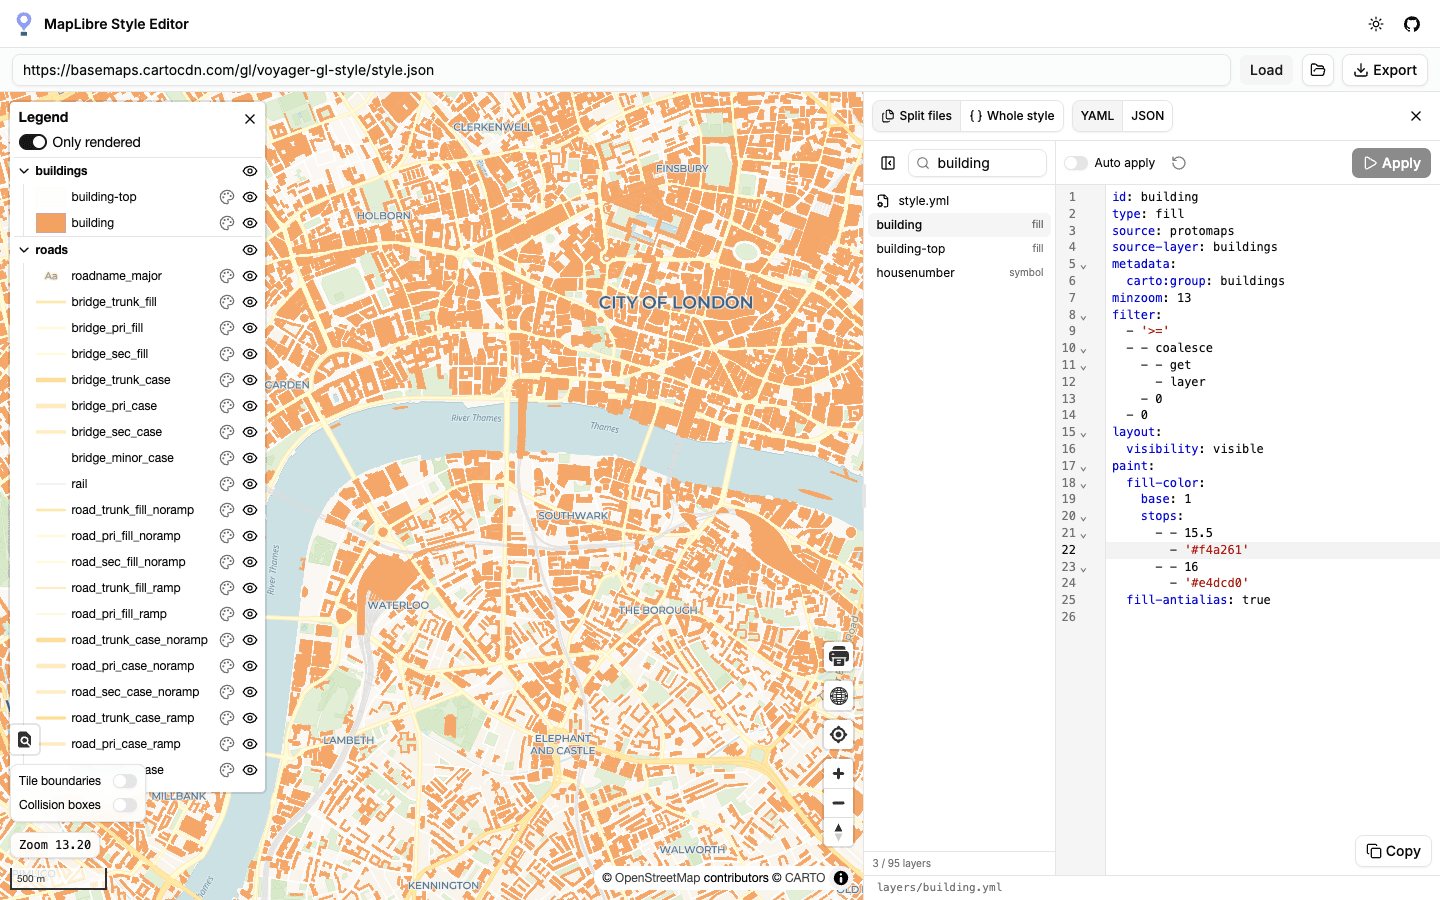 MapLibre Style Editor
https://basemaps.cartocdn.com/gl/voyager-gl-style/style.json
Load
Export
Legend
Only rendered
buildings
building-top
building
roads
Aa roadname_major
bridge_trunk_fill
bridge_pri_fill
bridge_sec_fill
bridge_trunk_case
bridge_pri_case
bridge_sec_case
bridge_minor_case
rail
road_trunk_fill_noramp
road_pri_fill_noramp
road_sec_fill_noramp
road_trunk_fill_ramp
road_pri_fill_ramp
road_trunk_case_noramp
road_pri_case_noramp
road_sec_case_noramp
road_trunk_case_ramp
road_pri_case_ramp
ase
Tile boundaries
Collision boxes
Zoom 13.20
500 m
CLERKENWELL
FINSBURY
HOLBORN
CITY OF LONDON
GARDEN
River Thames
Thames
SOUTHWARK
River Thames
WATERLOO
THE BOROUGH
Road
LAMBETH
ELEPHANT
AND CASTLE
MILLBANK
WALWORTH
KENNINGTON
Thames
© OpenStreetMap contributors © CARTO
Split files
{ } Whole style
YAML
JSON
building
style.yml
building fill
building-top fill
housenumber symbol
3 / 95 layers
Auto apply
Apply
1 id: building
2 type: fill
3 source: protomaps
4 source-layer: buildings
5 metadata:
6 carto:group: buildings
7 minzoom: 13
8 filter:
9 - '>='
10 - - coalesce
11 - - get
12 - layer
13 - 0
14 - 0
15 layout:
16 visibility: visible
17 paint:
18 fill-color:
19 base: 1
20 stops:
21 - - 15.5
22 - '#f4a261'
23 - - 16
24 - '#e4dcd0'
25 fill-antialias: true
26
Copy
layers/building.yml